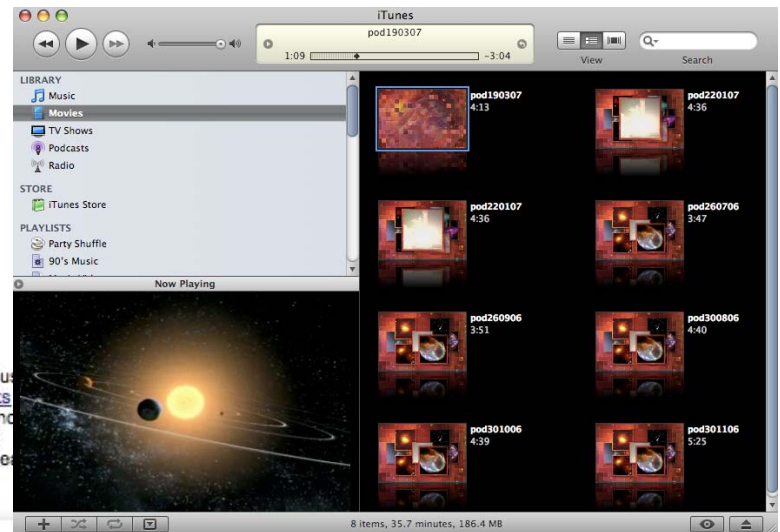 iTunes
pod190307
1:09
-3:04
View
Search
LIBRARY
Music
Movies
TV Shows
Podcasts
Radio
STORE
iTunes Store
PLAYLISTS
Party Shuffle
90's Music
Now Playing
pod190307
4:13
pod220107
4:36
pod220107
4:36
pod260706
3:47
pod260906
3:51
pod300806
4:40
pod301006
4:39
pod301106
5:25
8 items, 35.7 minutes, 186.4 MB